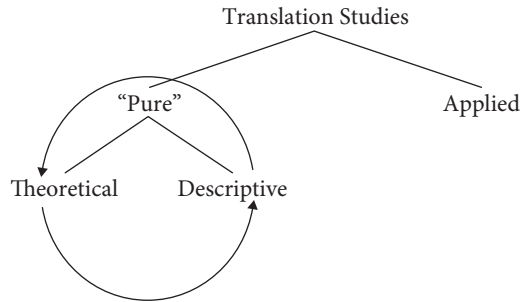 Translation Studies
“Pure” Applied
Theoretical Descriptive